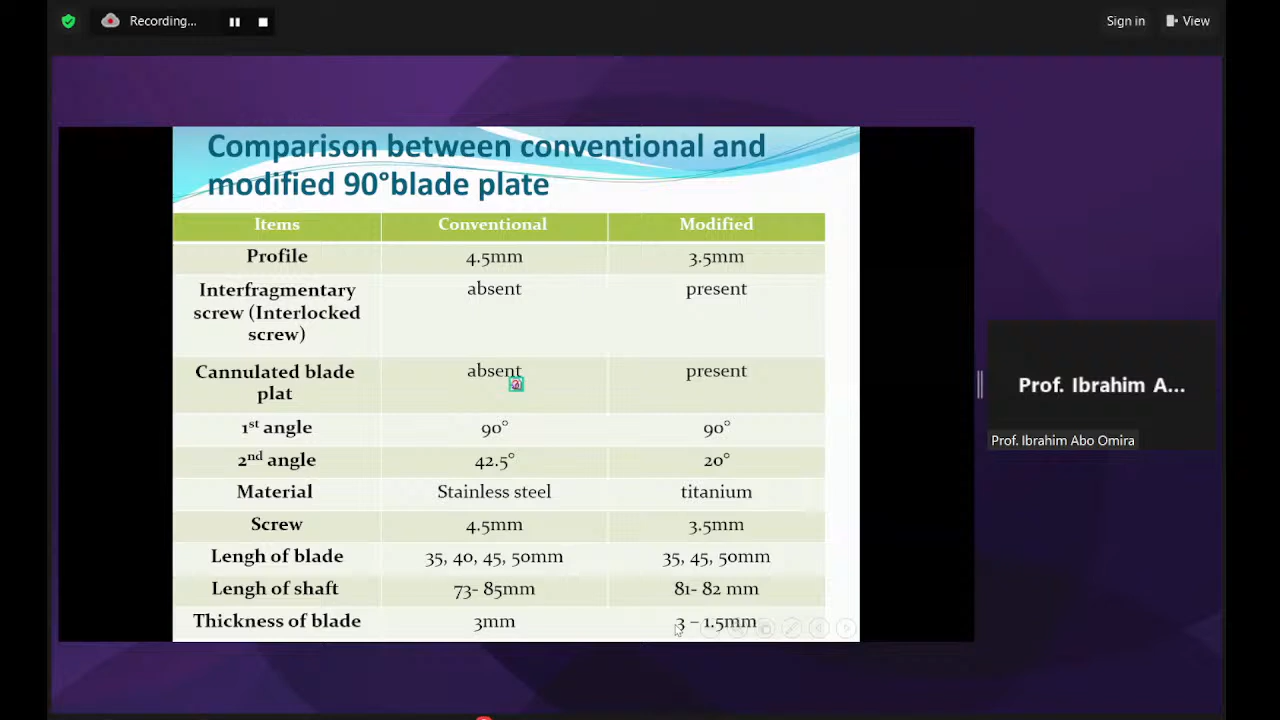 Recording...
Sign in
View
Comparison between conventional and
modified 90°blade plate
Items Conventional Modified
Profile 4.5mm 3.5mm
Interfragmentary absent present
screw (Interlocked
screw)
Cannulated blade absent present
plat
1st angle 90° 90°
2nd angle 42.5° 20°
Material Stainless steel titanium
Screw 4.5mm 3.5mm
Lengh of blade 35, 40, 45, 50mm 35, 45, 50mm
Lengh of shaft 73- 85mm 81- 82 mm
Thickness of blade 3mm 3 – 1.5mm
Prof. Ibrahim A...
Prof. Ibrahim Abo Omira